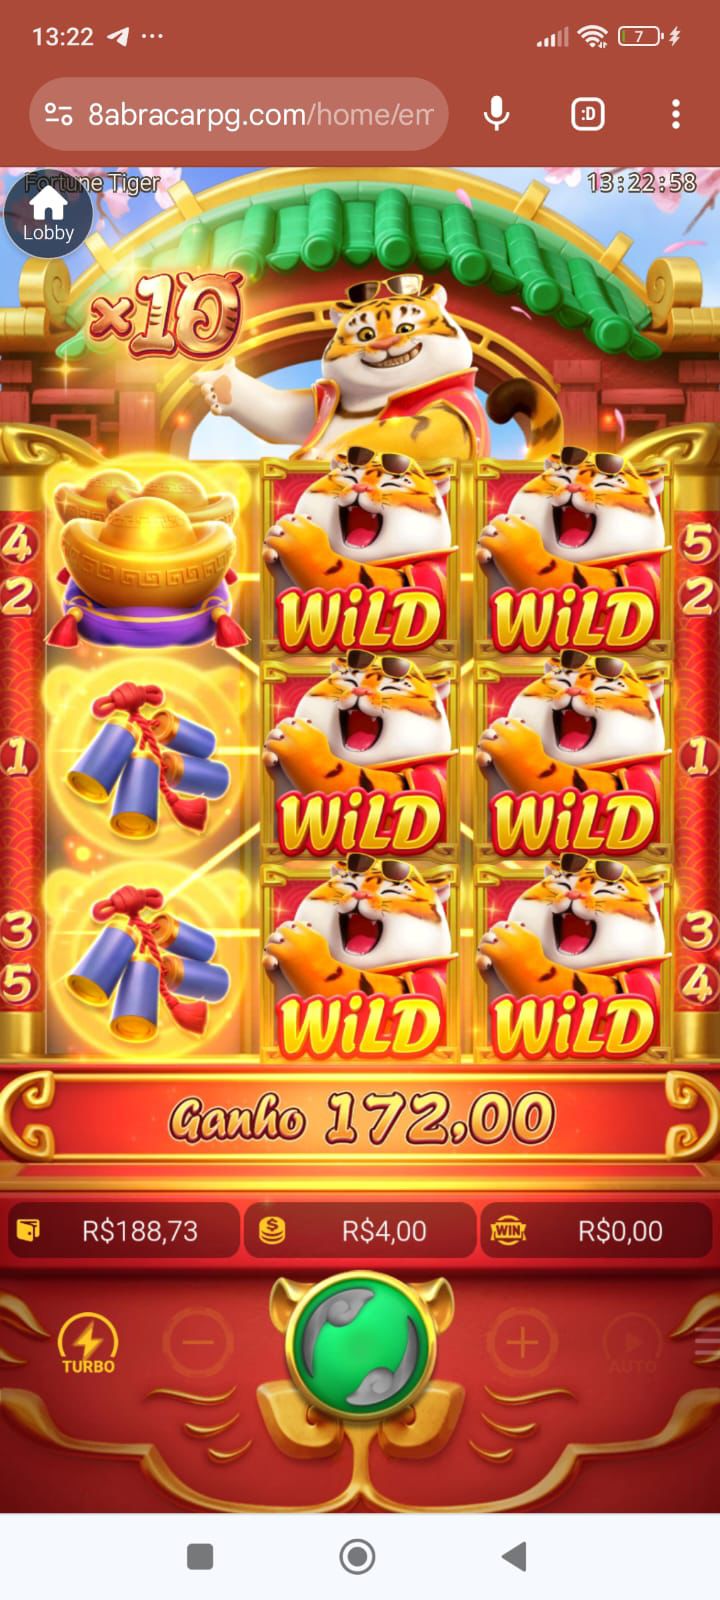 13:22
7
8abracarpg.com/home/em
Fortune Tiger
13:22:58
Lobby
x10
4
5
WiLD
WiLD
2
2
1
1
WiLD
WiLD
3
3
5
4
WiLD
WiLD
Ganho 172,00
R$188,73
R$4,00
WIN
R$0,00
TURBO
AUTO